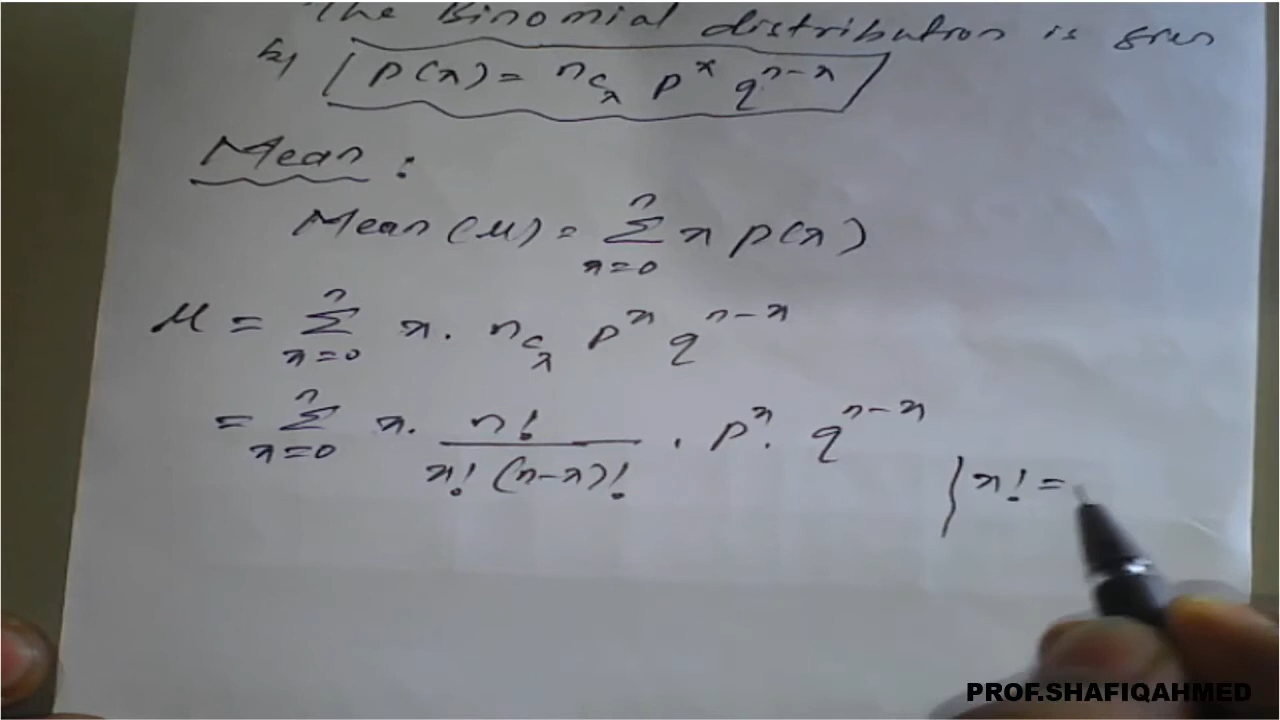 The Binomial distribution is given
by P(x) = nCx p^x q^n-x
Mean :
Mean (μ) = Σ_{x=0}^{n} x p(x)
μ = Σ_{x=0}^{n} x. nCx p^x q^n-x
= Σ_{x=0}^{n} x. n! / x! (n-x)! . p^x. q^n-x
x! =
PROF.SHAFIQAHMED